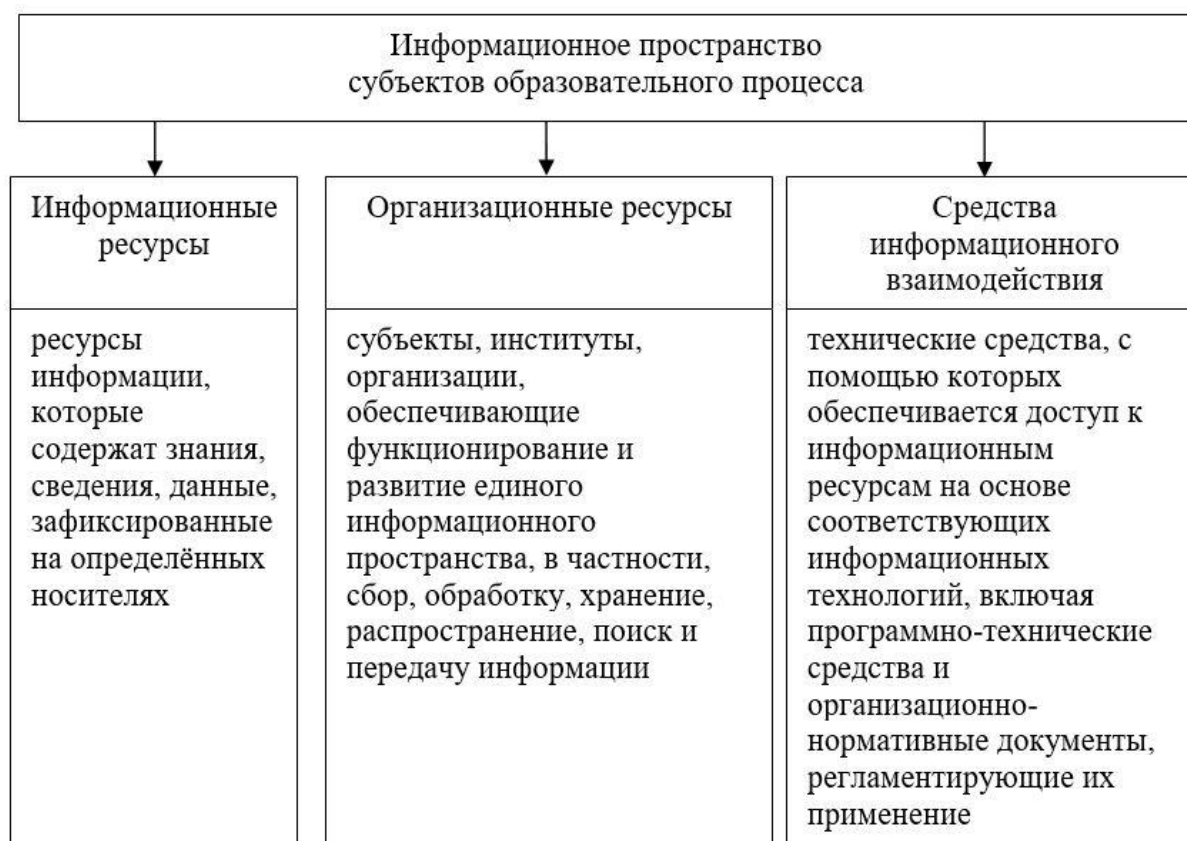 Информационное пространство
субъектов образовательного процесса
Информационные
ресурсы
ресурсы
информации,
которые
содержат знания,
сведения, данные,
зафиксированные
на определённых
носителях
Организационные ресурсы
субъекты, институты,
организации,
обеспечивающие
функционирование и
развитие единого
информационного
пространства, в частности,
сбор, обработку, хранение,
распространение, поиск и
передачу информации
Средства
информационного
взаимодействия
технические средства, с
помощью которых
обеспечивается доступ к
информационным
ресурсам на основе
соответствующих
информационных
технологий, включая
программно-технические
средства и
организационно-
нормативные документы,
регламентирующие их
применение